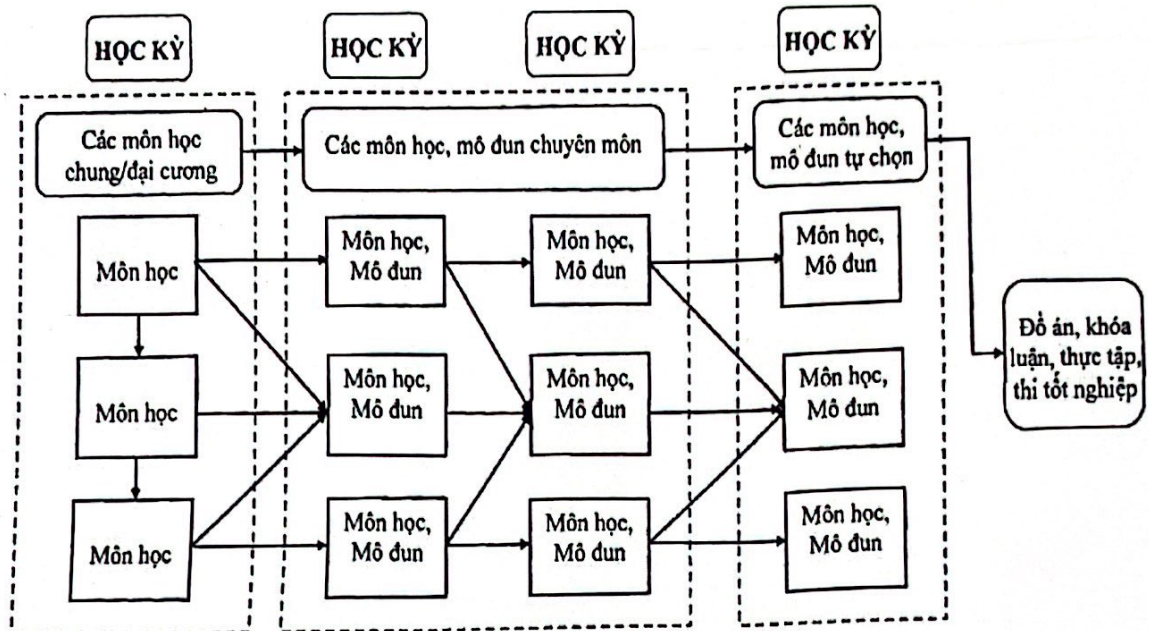 HỌC KỲ
HỌC KỲ
HỌC KỲ
HỌC KỲ
Các môn học
chung/đại cương
Các môn học, mô đun chuyên môn
Các môn học,
mô đun tự chọn
Môn học
Môn học,
Mô đun
Môn học,
Mô đun
Môn học,
Mô đun
Môn học
Môn học,
Mô đun
Môn học,
Mô đun
Môn học,
Mô đun
Môn học
Môn học,
Mô đun
Môn học,
Mô đun
Môn học,
Mô đun
Đồ án, khóa
luận, thực tập,
thi tốt nghiệp